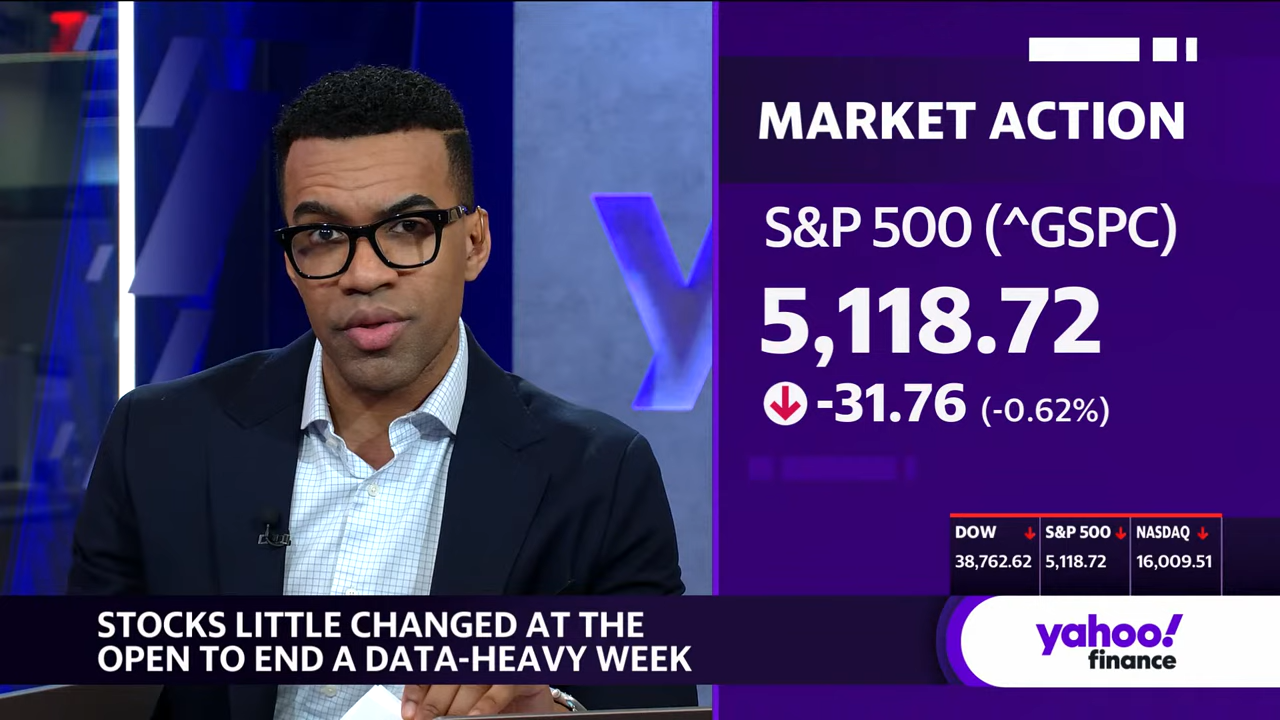 MARKET ACTION
S&P 500 (^GSPC)
5,118.72
-31.76 (-0.62%)
DOW S&P 500 NASDAQ
38,762.62 5,118.72 16,009.51
STOCKS LITTLE CHANGED AT THE
OPEN TO END A DATA-HEAVY WEEK
yahoo!
finance